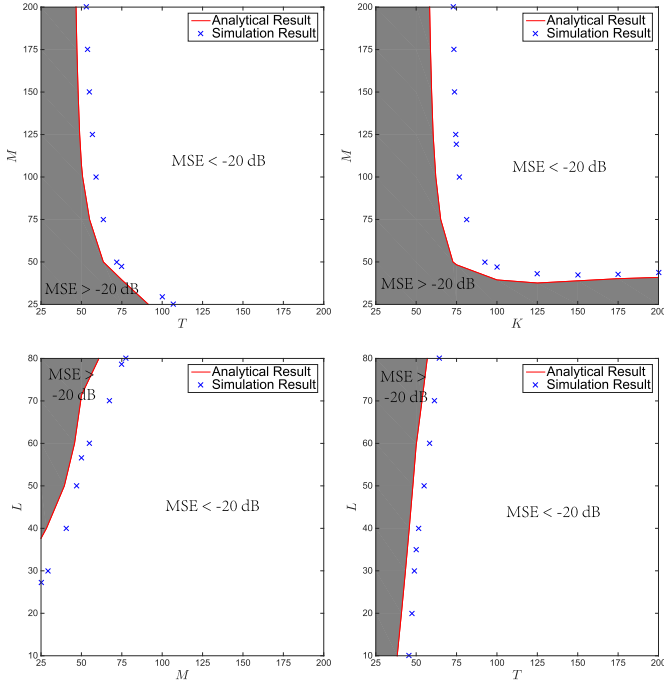 200
175
150
125
100
75
50
25
M
Analytical Result
Simulation Result
MSE < -20 dB
MSE > -20 dB
25 50 75 100 125 150 175 200
T
200
175
150
125
100
75
50
25
M
Analytical Result
Simulation Result
MSE < -20 dB
MSE > -20 dB
25 50 75 100 125 150 175 200
K
80
70
60
50
40
30
20
10
L
Analytical Result
Simulation Result
MSE >
-20 dB
MSE < -20 dB
25 50 75 100 125 150 175 200
M
80
70
60
50
40
30
20
10
L
Analytical Result
Simulation Result
MSE >
-20 dB
MSE < -20 dB
25 50 75 100 125 150 175 200
T